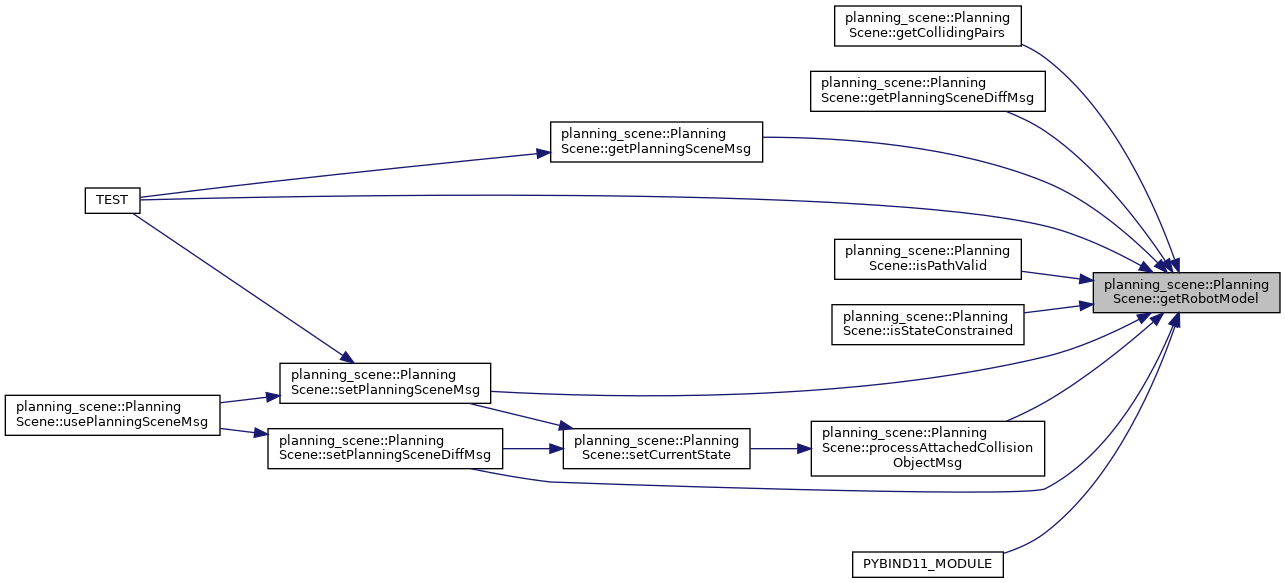 planning_scene::Planning
Scene::getCollidingPairs
planning_scene::Planning
Scene::getPlanningSceneDiffMsg
planning_scene::Planning
Scene::getPlanningSceneMsg
TEST
planning_scene::Planning
Scene::isPathValid
planning_scene::Planning
Scene::getRobotModel
planning_scene::Planning
Scene::isStateConstrained
planning_scene::Planning
Scene::setPlanningSceneMsg
planning_scene::Planning
Scene::usePlanningSceneMsg
planning_scene::Planning
Scene::setPlanningSceneDiffMsg
planning_scene::Planning
Scene::setCurrentState
planning_scene::Planning
Scene::processAttachedCollision
ObjectMsg
PYBIND11_MODULE